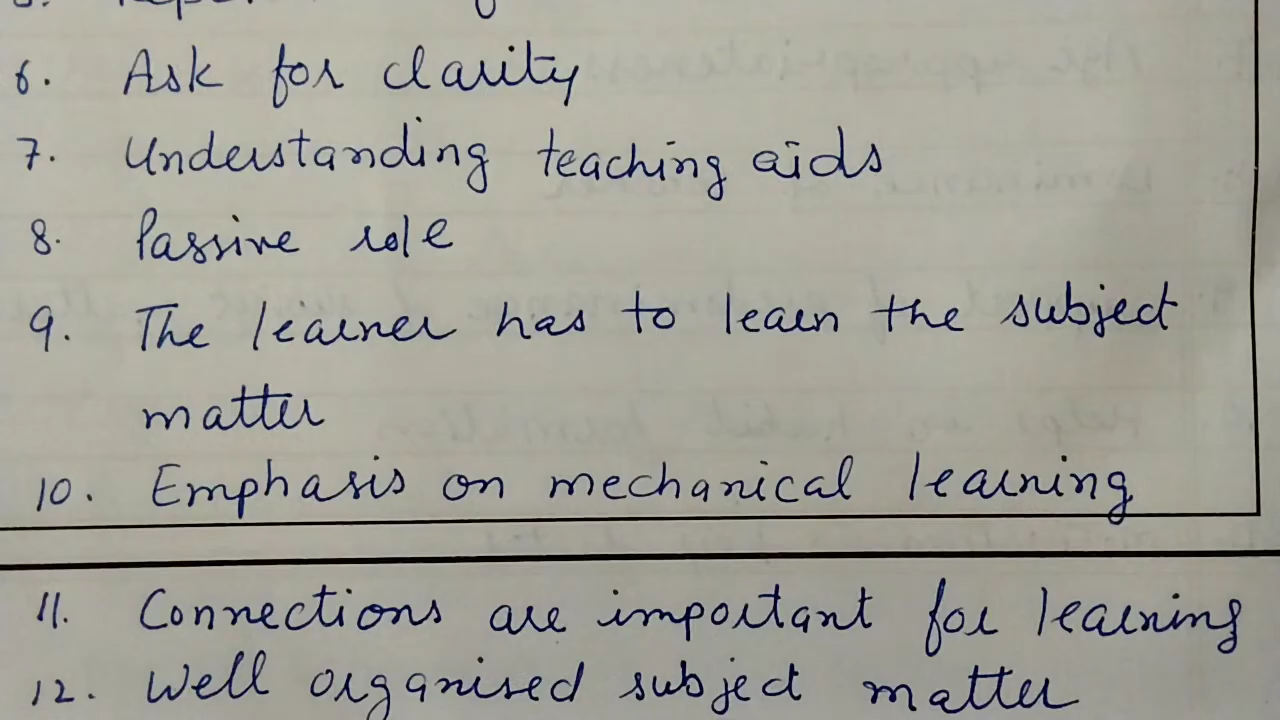 6. Ask for clarity
7. Understanding teaching aids
8. Passive role
9. The learner has to learn the subject
matter
10. Emphasis on mechanical learning
11. Connections are important for learning
12. Well organised subject matter